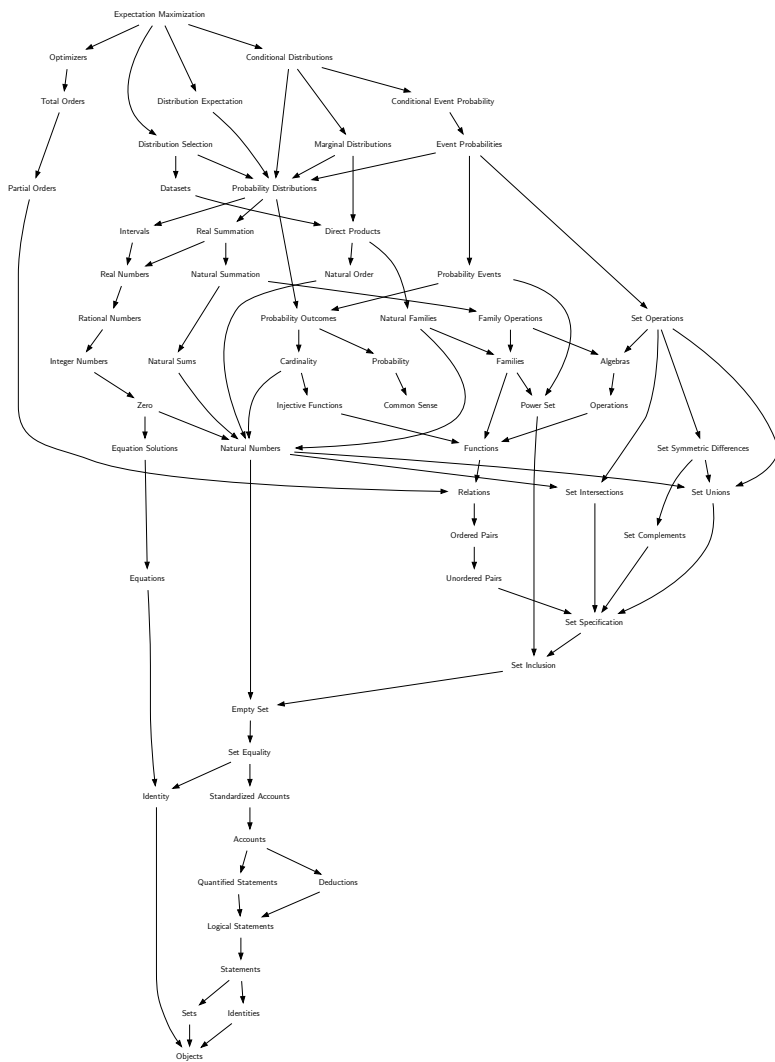 Expectation Maximization
Optimizers
Conditional Distributions
Total Orders
Distribution Expectation
Conditional Event Probability
Distribution Selection
Marginal Distributions
Event Probabilities
Partial Orders
Datasets
Probability Distributions
Intervals
Real Summation
Direct Products
Real Numbers
Natural Summation
Natural Order
Probability Events
Rational Numbers
Probability Outcomes
Natural Families
Family Operations
Set Operations
Integer Numbers
Natural Sums
Cardinality
Probability
Families
Algebras
Zero
Injective Functions
Common Sense
Power Set
Operations
Equation Solutions
Natural Numbers
Functions
Set Symmetric Differences
Relations
Set Intersections
Set Unions
Ordered Pairs
Set Complements
Equations
Unordered Pairs
Set Specification
Set Inclusion
Empty Set
Set Equality
Identity
Standardized Accounts
Accounts
Quantified Statements
Deductions
Logical Statements
Statements
Sets
Identities
Objects